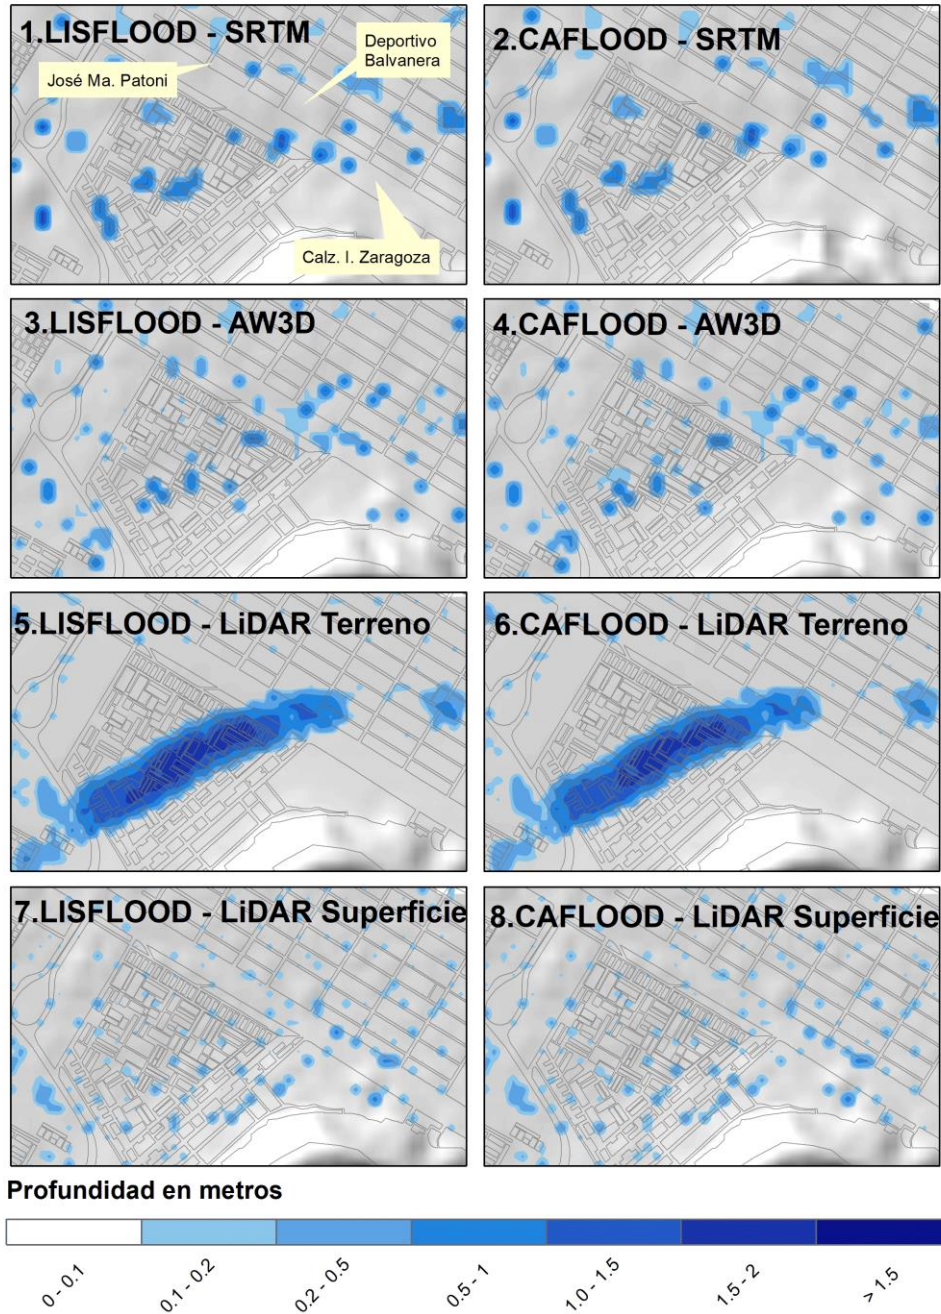 1.LISFLOOD - SRTM
José Ma. Patoni
Deportivo
Balvanera
Calz. I. Zaragoza
2.CAFLOOD - SRTM
3.LISFLOOD - AW3D
4.CAFLOOD - AW3D
5.LISFLOOD - LiDAR Terreno
6.CAFLOOD - LiDAR Terreno
7.LISFLOOD - LiDAR Superficie
8.CAFLOOD - LiDAR Superficie
Profundidad en metros
0 - 0.1
0.1 - 0.2
0.2 - 0.5
0.5 - 1
1.0 - 1.5
1.5 - 2
> 1.5